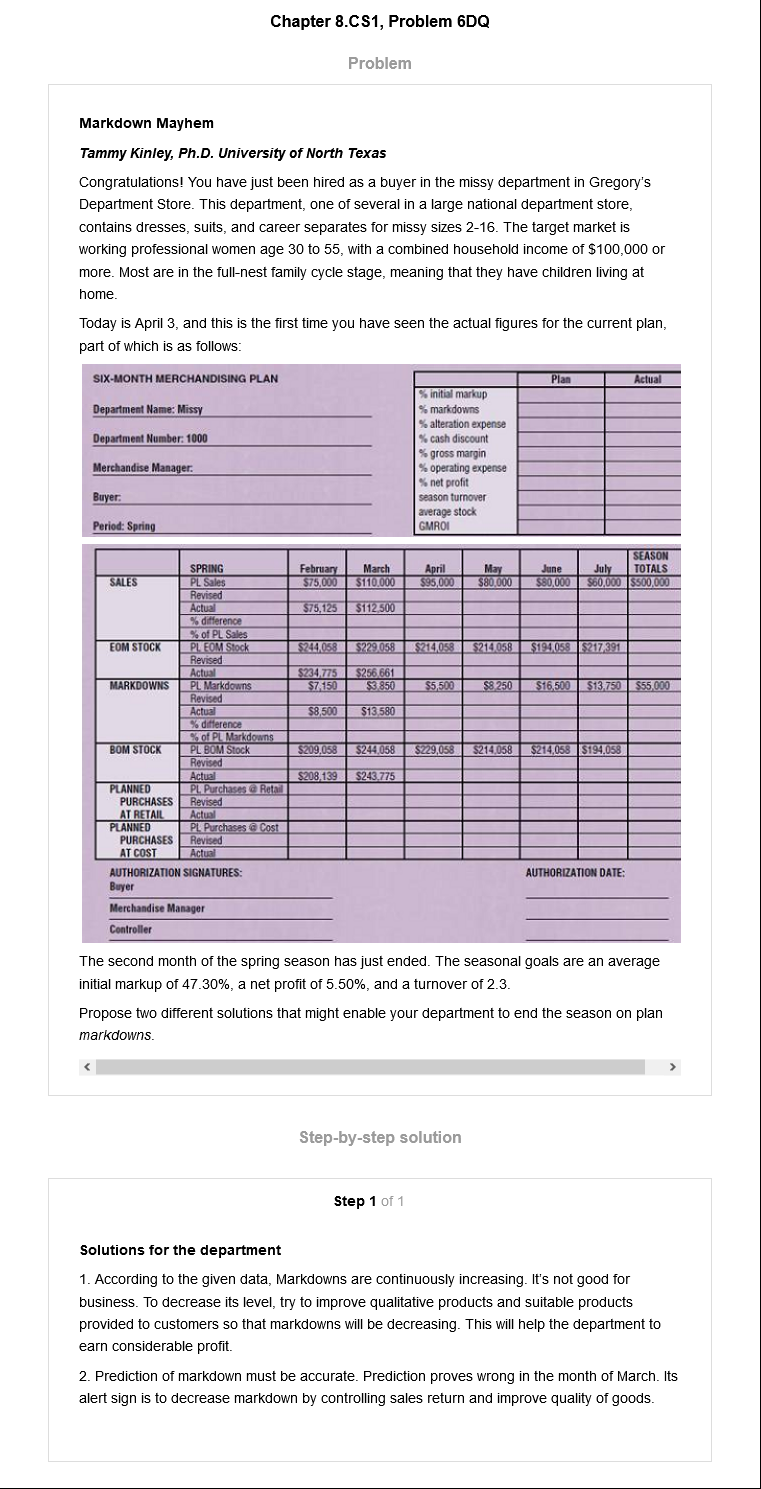 Chapter 8.CS1, Problem 6DQ
Problem
Markdown Mayhem
Tammy Kinley, Ph.D. University of North Texas
Congratulations! You have just been hired as a buyer in the missy department in Gregory's
Department Store. This department, one of several in a large national department store,
contains dresses, suits, and career separates for missy sizes 2-16. The target market is
working professional women age 30 to 55, with a combined household income of $100,000 or
more. Most are in the full-nest family cycle stage, meaning that they have children living at
home.
Today is April 3, and this is the first time you have seen the actual figures for the current plan,
part of which is as follows:
SIX-MONTH MERCHANDISING PLAN
Department Name: Missy
Department Number: 1000
Merchandise Manager:
Buyer:
Period: Spring
Plan Actual
% initial markup
% markdowns
% alteration expense
% cash discount
% gross margin
% operating expense
% net profit
season turnover
average stock
GMROI
SEASON
SPRING February March April May June July TOTALS
SALES PL Sales $75,000 $110,000 $95,000 $80,000 $80,000 $60,000 $500,000
Revised
Actual $75,125 $112,500
% difference
% of PL Sales
EOM STOCK PL EOM Stock $244,058 $229,058 $214,058 $214,058 $194,058 $217,391
Revised
Actual $234,775 $256,661
MARKDOWNS PL Markdowns $7,150 $3,850 $5,500 $8,250 $16,500 $13,750 $55,000
Revised
Actual $8,500 $13,580
% difference
% of PL Markdowns
BOM STOCK PL BOM Stock $209,058 $244,058 $229,058 $214,058 $214,058 $194,058
Revised
Actual $208,139 $243,775
PLANNED PL Purchases @ Retail
PURCHASES Revised
AT RETAIL Actual
PLANNED PL Purchases @ Cost
PURCHASES Revised
AT COST Actual
AUTHORIZATION SIGNATURES: AUTHORIZATION DATE:
Buyer
Merchandise Manager
Controller
The second month of the spring season has just ended. The seasonal goals are an average
initial markup of 47.30%, a net profit of 5.50%, and a turnover of 2.3.
Propose two different solutions that might enable your department to end the season on plan
markdowns.
Step-by-step solution
Step 1 of 1
Solutions for the department
1. According to the given data, Markdowns are continuously increasing. It's not good for
business. To decrease its level, try to improve qualitative products and suitable products
provided to customers so that markdowns will be decreasing. This will help the department to
earn considerable profit.
2. Prediction of markdown must be accurate. Prediction proves wrong in the month of March. Its
alert sign is to decrease markdown by controlling sales return and improve quality of goods.